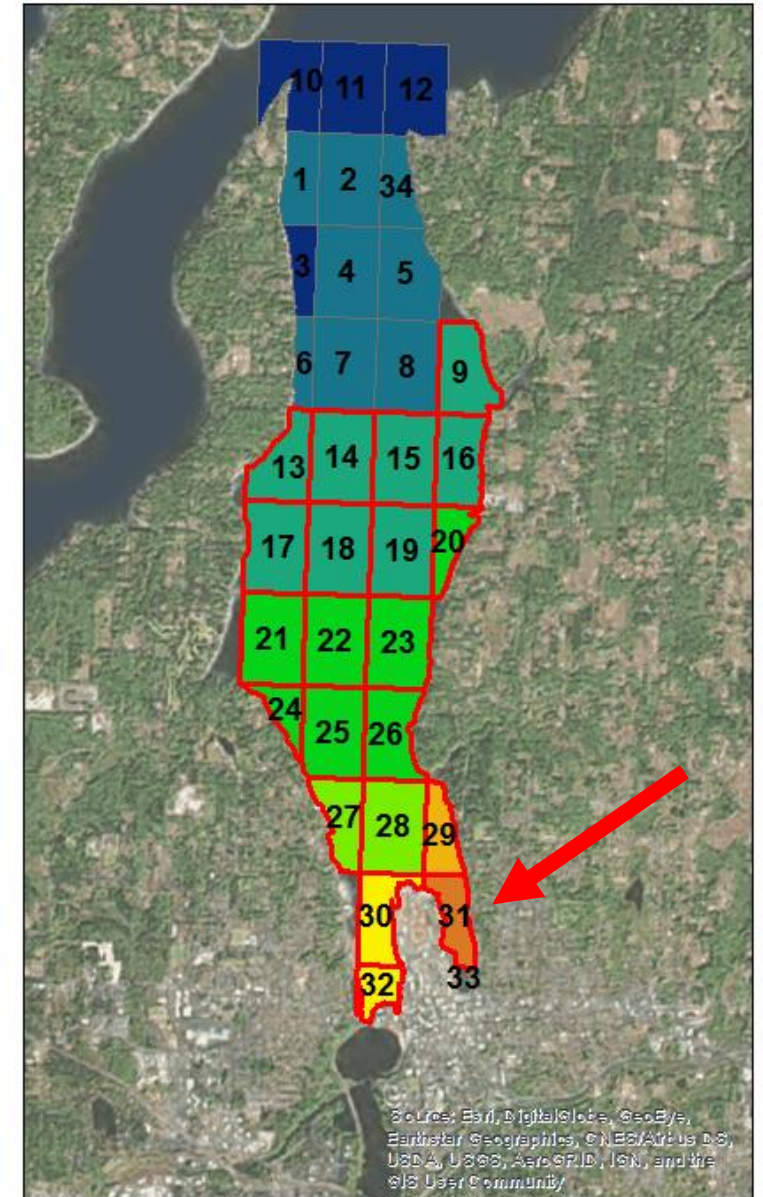 10 11 12
1 2 34
3 4 5
6 7 8 9
13 14 15 16
17 18 19 20
21 22 23
24 25 26
27 28 29
30 31
32 33
Source: Esri, DigitalGlobe, GeoEye,
Earthstar Geographics, CNES/Airbus DS,
USDA, USGS, AeroGRID, IGN, and the
GIS User Community